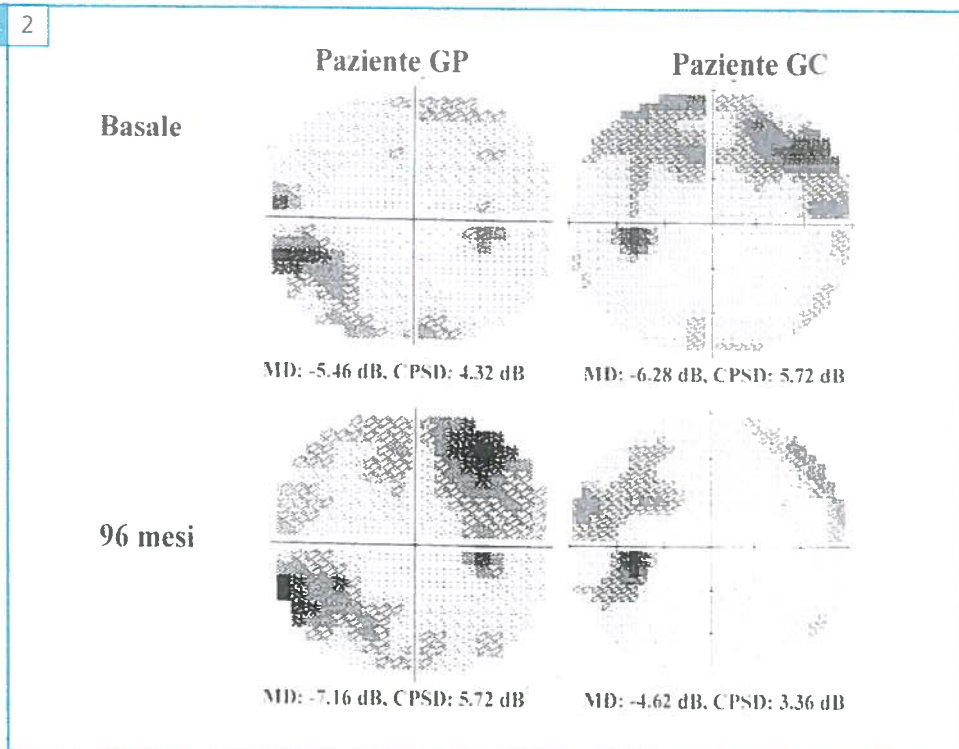 2
Paziente GP Paziente GC
Basale
MD: -5.46 dB, CPSD: 4.32 dB MD: -6.28 dB, CPSD: 5.72 dB
96 mesi
MD: -7.16 dB, CPSD: 5.72 dB MD: -4.62 dB, CPSD: 3.36 dB